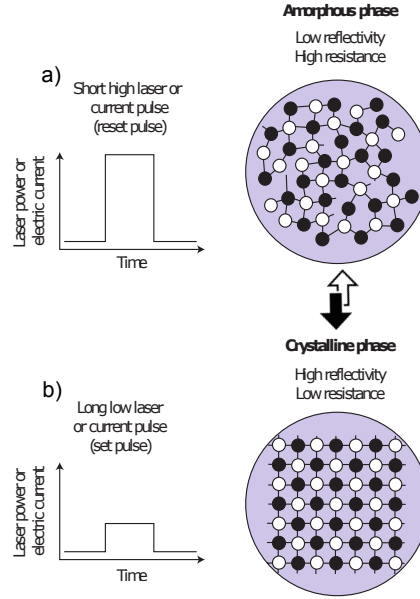 Amorphous phase
Low reflectivity
High resistance
a)
Short high laser or
current pulse
(reset pulse)
Laser power or
electric current
Time
Crystalline phase
High reflectivity
Low resistance
b)
Long low laser
or current pulse
(set pulse)
Laser power or
electric current
Time